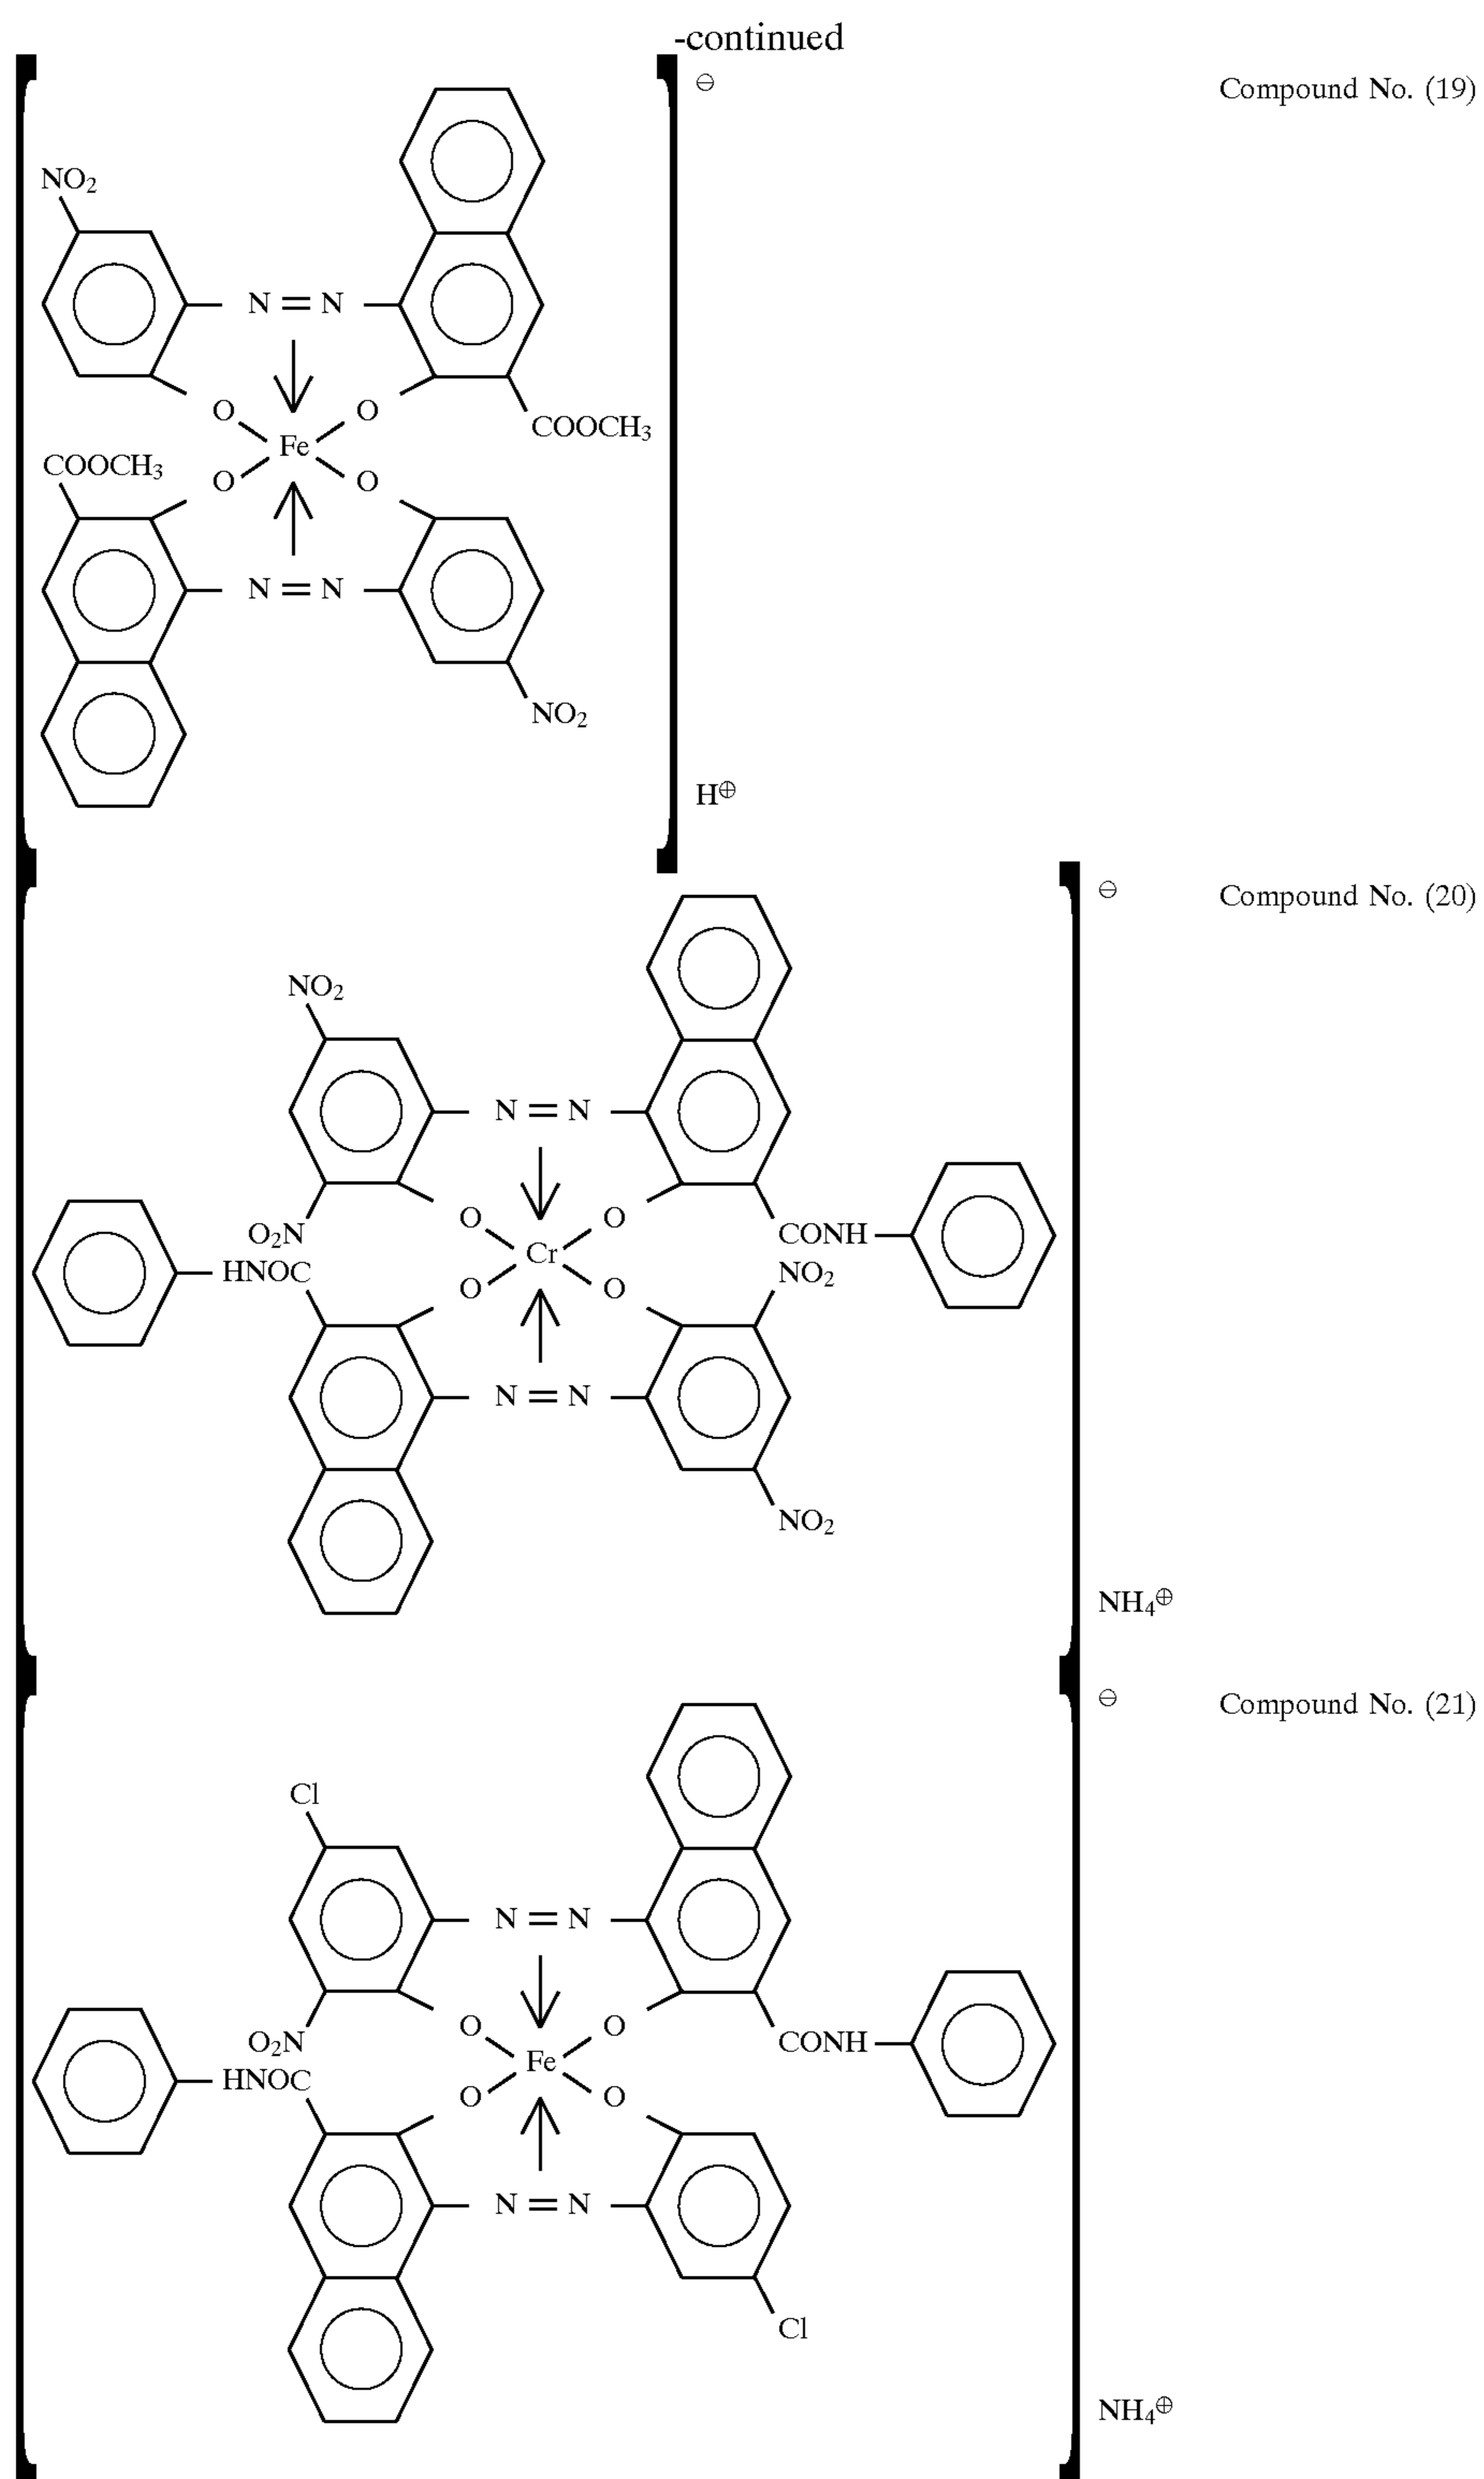 -continued
⊖ Compound No. (19)
NO₂
N=N
O O
COOCH₃
Fe
COOCH₃
O O
N=N
NO₂
H⊕
⊖ Compound No. (20)
NO₂
N=N
O O
O₂N CONH
Cr
HNOC NO₂
O O
N=N
NO₂
NH₄⊕
⊖ Compound No. (21)
Cl
N=N
O O
O₂N CONH
Fe
HNOC
O O
N=N
Cl
NH₄⊕